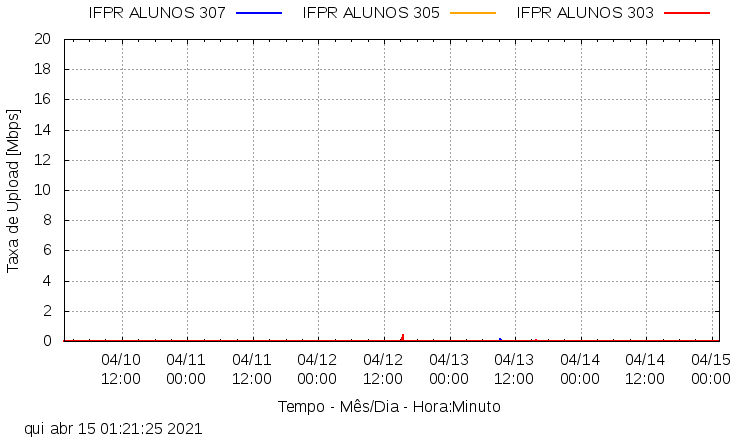 IFPR ALUNOS 307 IFPR ALUNOS 305 IFPR ALUNOS 303
20
18
16
14
12
10
8
6
4
2
0
Taxa de Upload [Mbps]
04/10 04/11 04/11 04/12 04/12 04/13 04/13 04/14 04/14 04/15
12:00 00:00 12:00 00:00 12:00 00:00 12:00 00:00 12:00 00:00
Tempo - Mês/Dia - Hora:Minuto
qui abr 15 01:21:25 2021